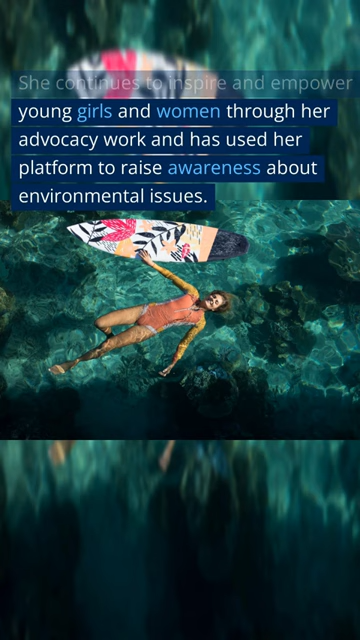 She continues to inspire and empower
young girls and women through her
advocacy work and has used her
platform to raise awareness about
environmental issues.